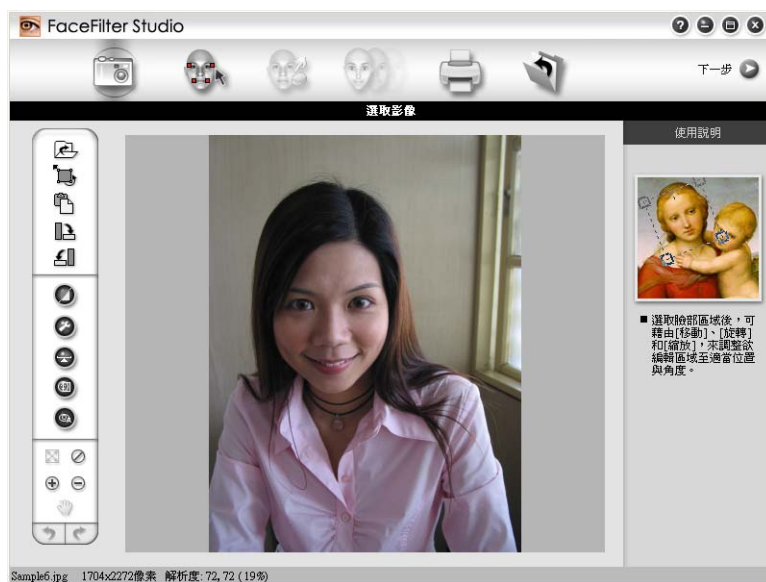 FaceFilter Studio
下一步
選取影像
使用說明
■ 選取臉部區域後，可
藉由[移動]、[旋轉]
和[縮放]，來調整欲
編輯區域至適當位置
與角度。
Sample6.jpg 1704x2272像素 解析度: 72, 72 (19%)